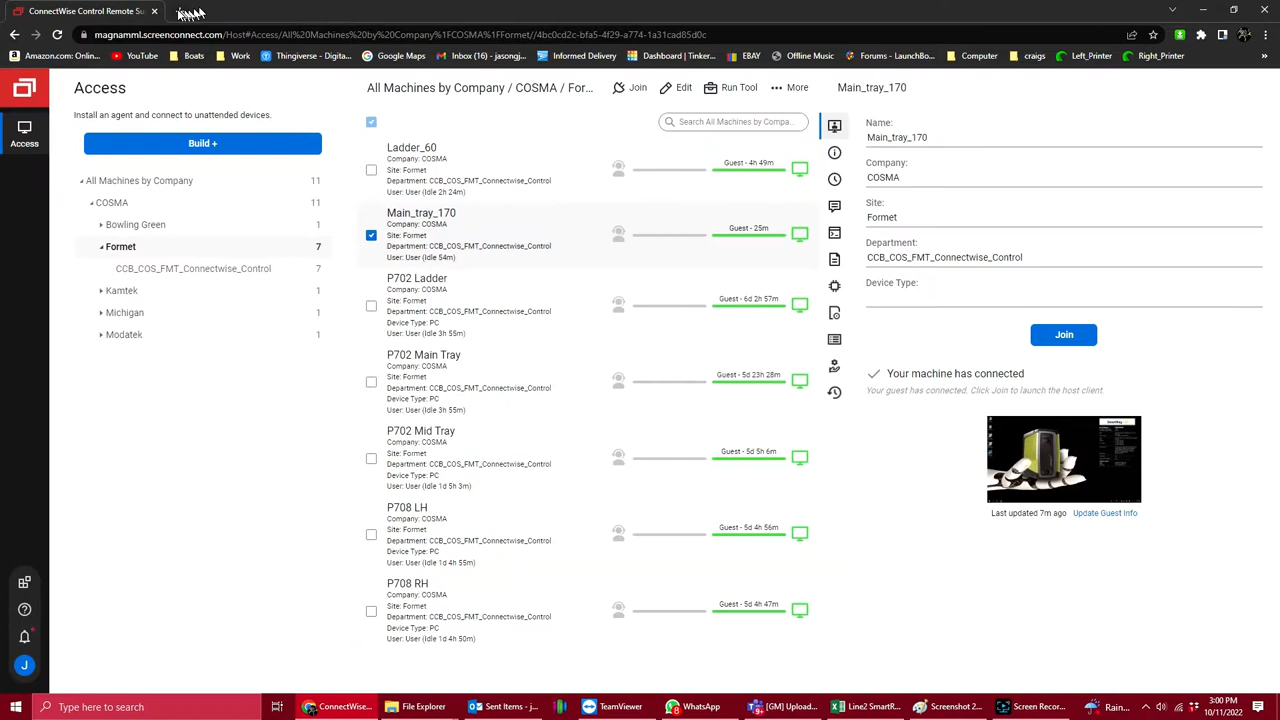 ConnectWise Control Remote Su
magnamml.screenconnect.com/Host#Access/All%20Machines%20by%20Company%1FCOSMA%1FFormet//4bc0cd2c-bfa5-4f29-a774-1a31cad85d0c
Amazon.com: Onlin... YouTube Boats Work Thingiverse - Digita... Google Maps (4,366) - jasongj... Informed Delivery Dashboard | Tinker... EBAY Offline Music Forums - LaunchBo... Computer craigs Left_Printer Right_Printer
Access
Install an agent and connect to unattended devices.
Build +
All Machines by Company 11
COSMA 11
Bowling Green 1
Formet 7
CCB_COS_FMT_Connectwise_Control 7
Kamtek 1
Michigan 1
Modatek 1
Access
J
All Machines by Company / COSMA / For...
Join Edit Run Tool More
Search All Machines by Compa...
Ladder_60
Company: COSMA
Site: Formet
Department: CCB_COS_FMT_Connectwise_Control
User: User (Idle 2h 24m)
Guest - 4h 49m
Main_tray_170
Company: COSMA
Site: Formet
Department: CCB_COS_FMT_Connectwise_Control
User: User (Idle 54m)
Guest - 25m
P702 Ladder
Company: COSMA
Site: Formet
Department: CCB_COS_FMT_Connectwise_Control
Device Type: PC
User: User (Idle 3h 55m)
Guest - 6d 2h 57m
P702 Main Tray
Company: COSMA
Site: Formet
Department: CCB_COS_FMT_Connectwise_Control
Device Type: PC
User: User (Idle 3h 55m)
Guest - 5d 23h 28m
P702 Mid Tray
Company: COSMA
Site: Formet
Department: CCB_COS_FMT_Connectwise_Control
Device Type: PC
User: User (Idle 1d 5h 3m)
Guest - 5d 5h 6m
P708 LH
Company: COSMA
Site: Formet
Department: CCB_COS_FMT_Connectwise_Control
Device Type: PC
User: User (Idle 1d 4h 55m)
Guest - 5d 4h 56m
P708 RH
Company: COSMA
Site: Formet
Department: CCB_COS_FMT_Connectwise_Control
Device Type: PC
User: User (Idle 1d 4h 50m)
Guest - 5d 4h 47m
Main_tray_170
Name:
Main_tray_170
Company:
COSMA
Site:
Formet
Department:
CCB_COS_FMT_Connectwise_Control
Device Type:
Join
Your machine has connected
Your guest has connected. Click Join to launch the host client.
Last updated 7m ago Update Guest Info
Type here to search
ConnectWise... File Explorer Sent Items - j... TeamViewer WhatsApp [GM] Upload... Line2 SmartR... Screenshot 2... Screen Recor... Rain...
3:00 PM
10/11/2022